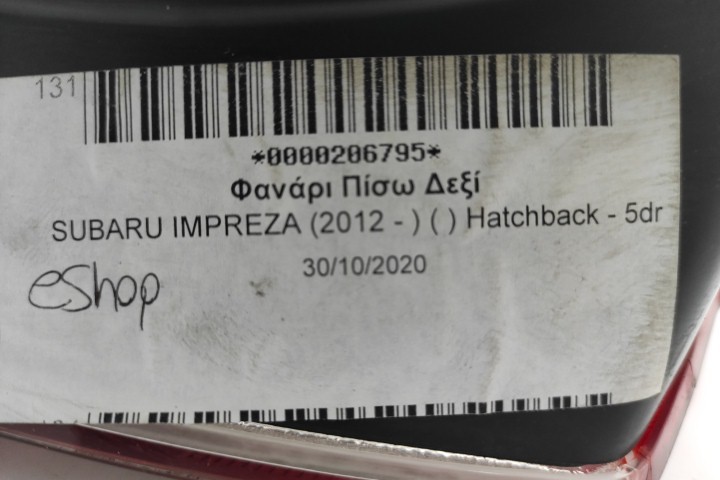 131
*0000206795*
Φανάρι Πίσω Δεξί
SUBARU IMPREZA (2012 - ) ( ) Hatchback - 5dr
30/10/2020
eshop